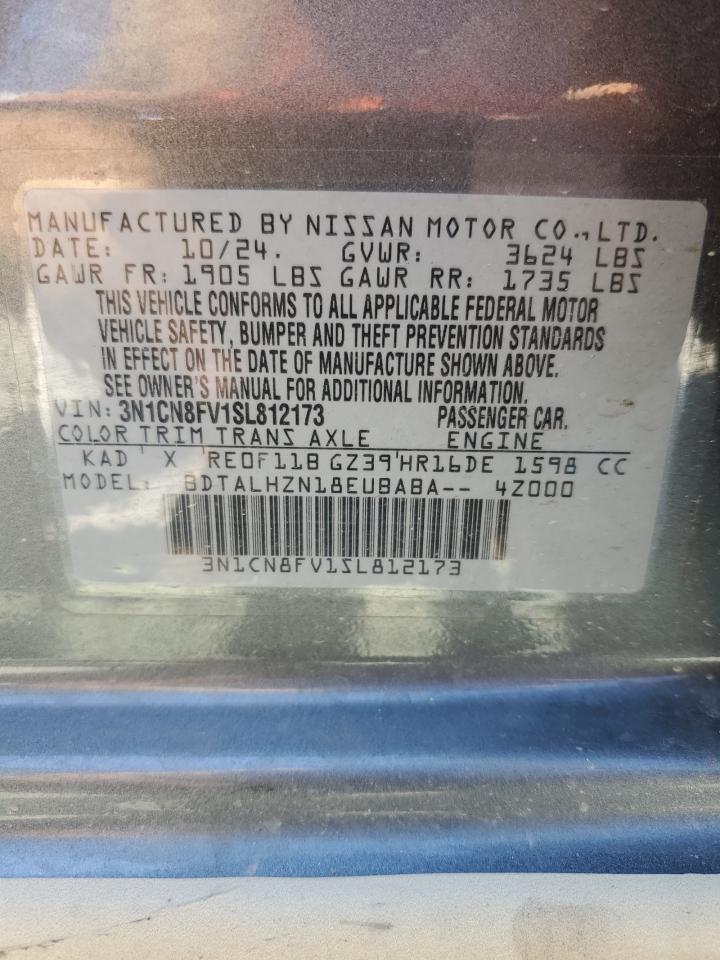 MANUFACTURED BY NISSAN MOTOR CO., LTD.
DATE: 10/24. GVWR: 3624 LBS
GAWR FR: 1905 LBS GAWR RR: 1735 LBS
THIS VEHICLE CONFORMS TO ALL APPLICABLE FEDERAL MOTOR
VEHICLE SAFETY, BUMPER AND THEFT PREVENTION STANDARDS
IN EFFECT ON THE DATE OF MANUFACTURE SHOWN ABOVE.
SEE OWNER'S MANUAL FOR ADDITIONAL INFORMATION.
VIN: 3N1CN8FV1SL812173 PASSENGER CAR.
COLOR TRIM TRANS AXLE ENGINE
KAD ' X 'RE0F11B GZ39'HR16DE 1598 CC
MODEL: BDTALHZN18EUBABA-- 4Z000
3N1CN8FV1SL812173